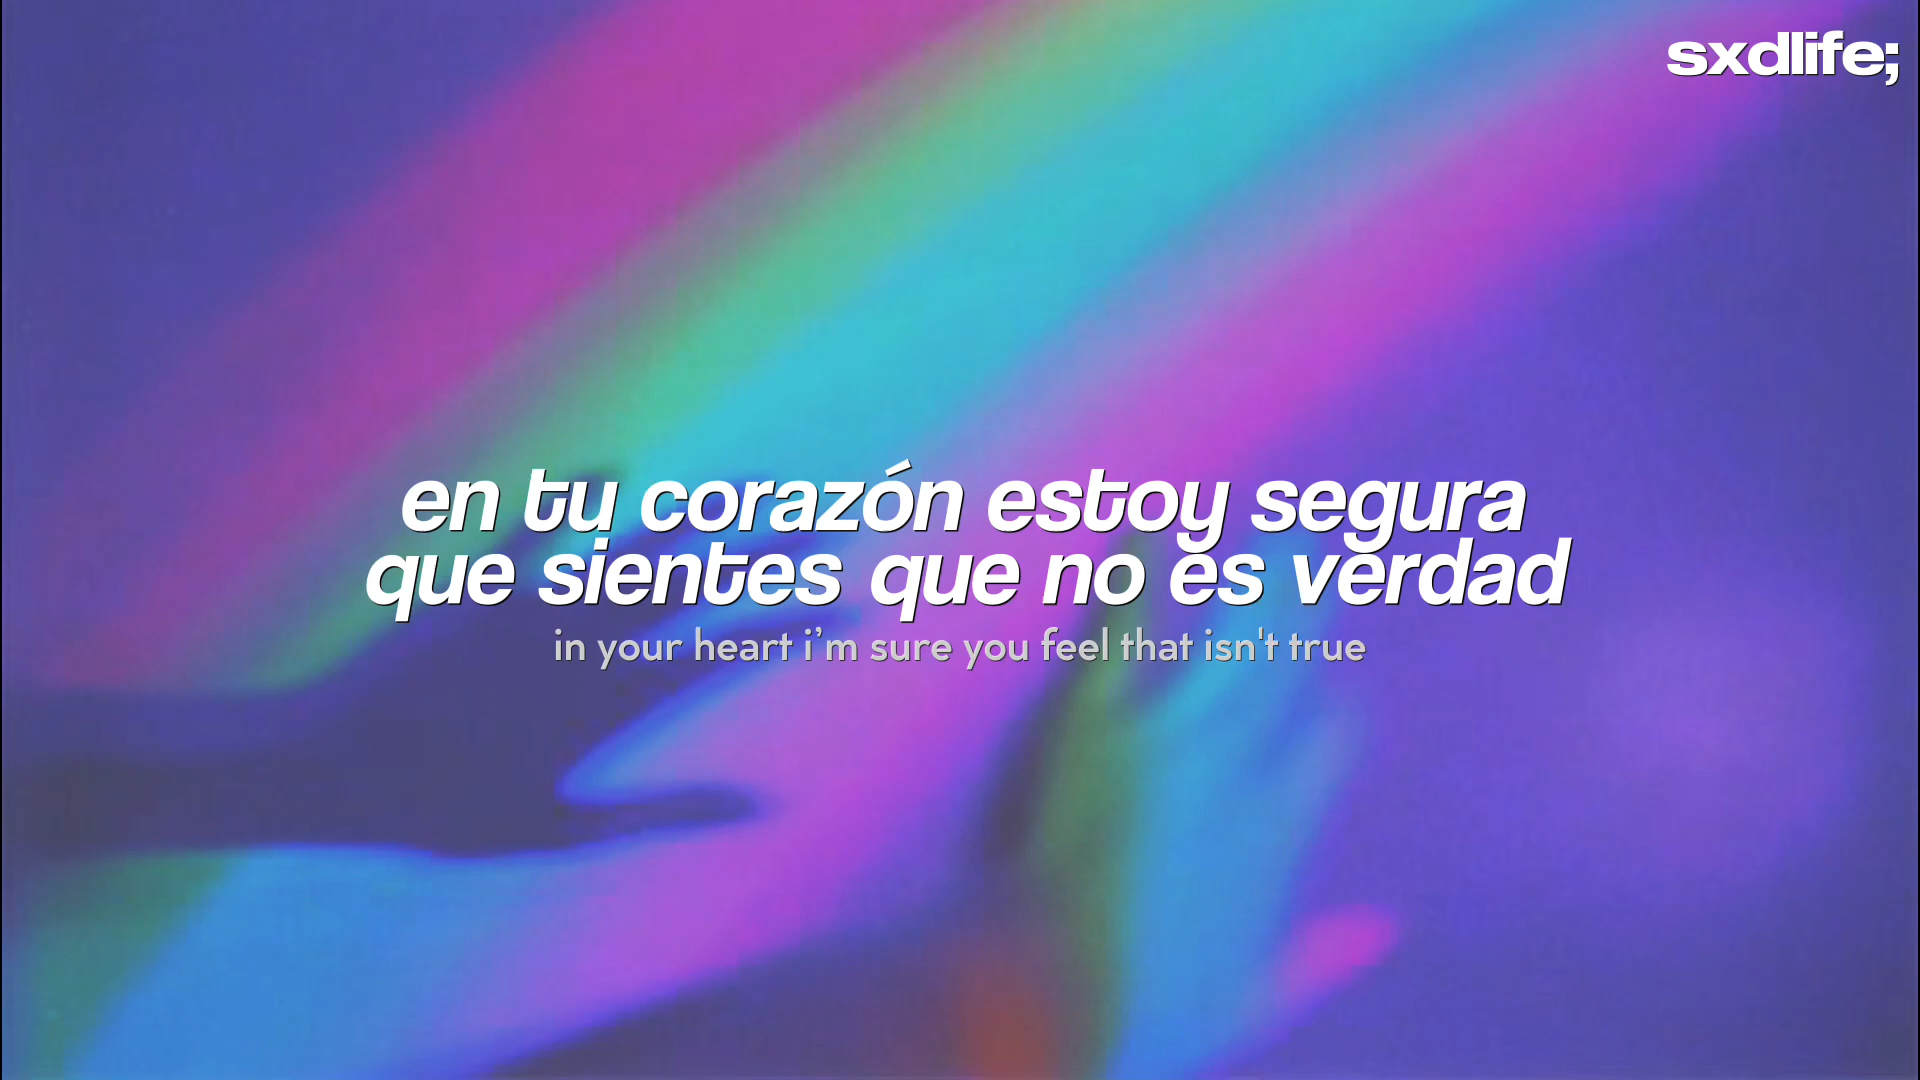 sxdlife;
en tu corazón estoy segura
que sientes que no es verdad
in your heart i’m sure you feel that isn't true